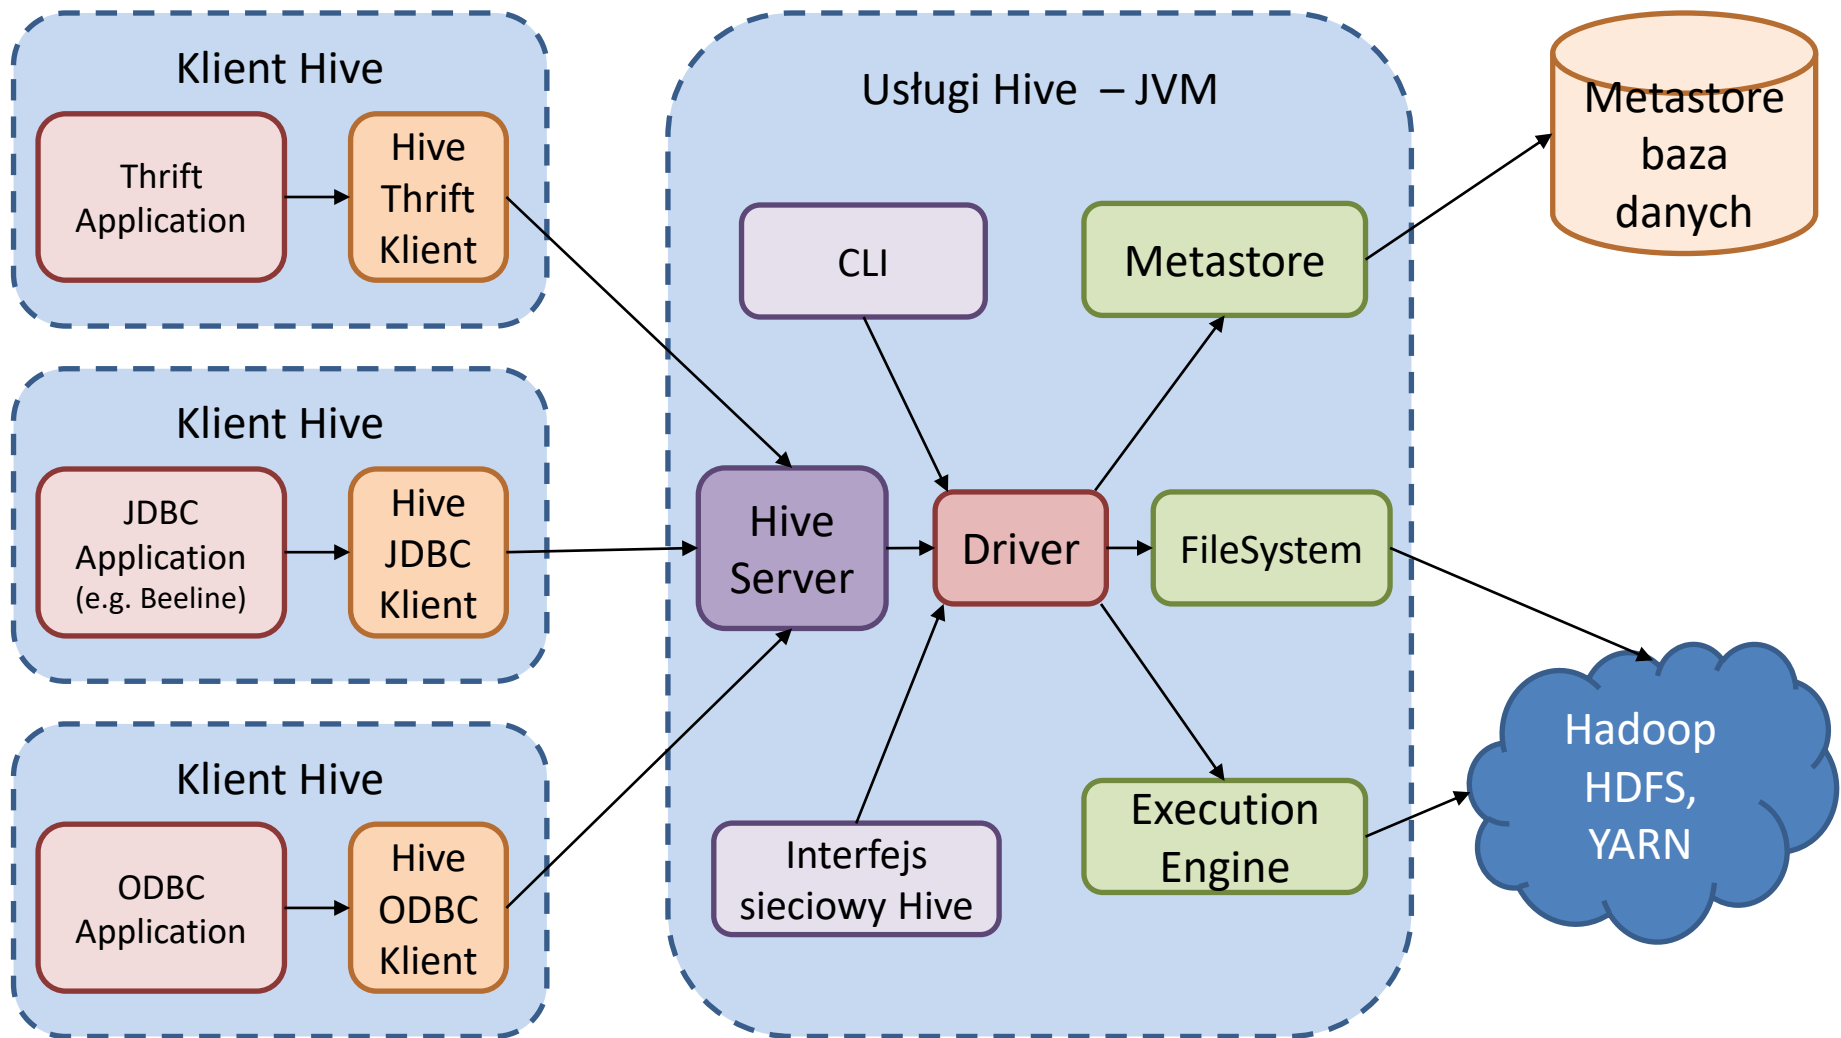 Klient Hive
Thrift
Application
Hive
Thrift
Klient
Klient Hive
JDBC
Application
(e.g. Beeline)
Hive
JDBC
Klient
Klient Hive
ODBC
Application
Hive
ODBC
Klient
Usługi Hive – JVM
CLI
Metastore
Hive
Server
Driver
FileSystem
Interfejs
sieciowy Hive
Execution
Engine
Metastore
baza
danych
Hadoop
HDFS,
YARN